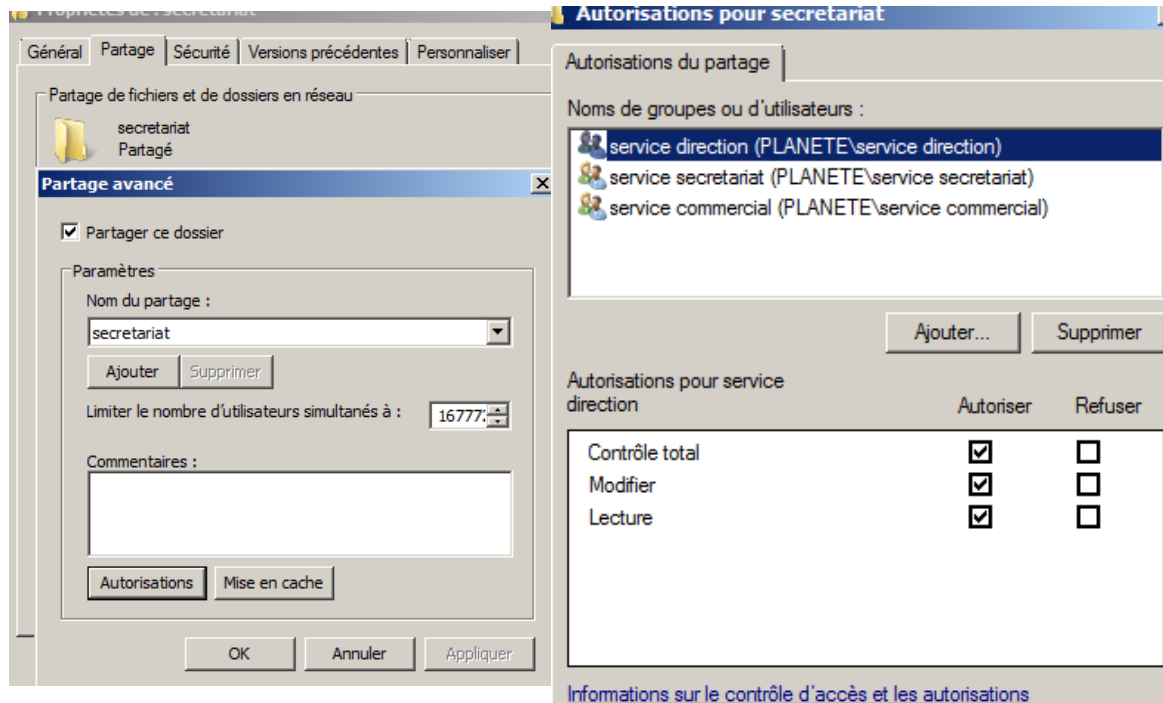 Propriétés de : secretariat
Général Partage Sécurité Versions précédentes Personnaliser
Partage de fichiers et de dossiers en réseau
secretariat
Partagé
Partage avancé
Partager ce dossier
Paramètres
Nom du partage :
secretariat
Ajouter Supprimer
Limiter le nombre d'utilisateurs simultanés à : 16777
Commentaires :
Autorisations Mise en cache
OK Annuler Appliquer
Autorisations pour secretariat
Autorisations du partage
Noms de groupes ou d'utilisateurs :
service direction (PLANETE\service direction)
service secretariat (PLANETE\service secretariat)
service commercial (PLANETE\service commercial)
Ajouter... Supprimer
Autorisations pour service
direction Autoriser Refuser
Contrôle total
Modifier
Lecture
Informations sur le contrôle d'accès et les autorisations